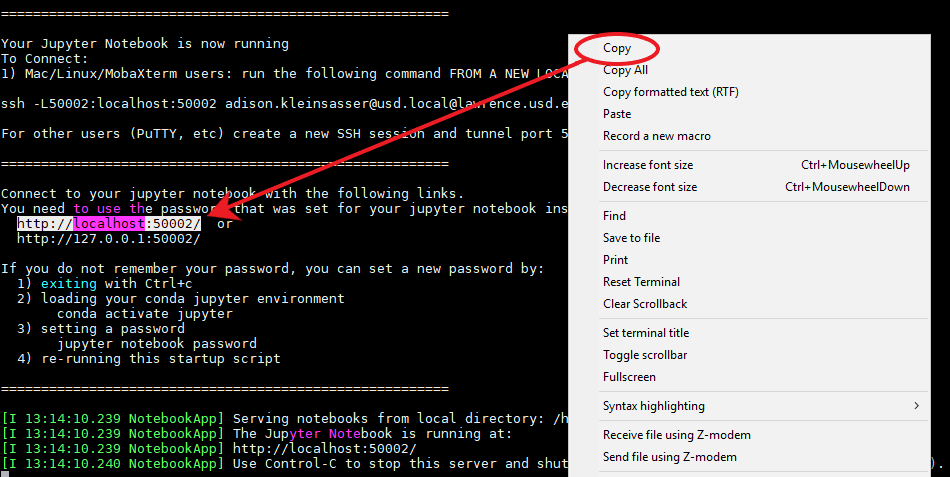 ========================================================
Your Jupyter Notebook is now running
To Connect:
1) Mac/Linux/MobaXterm users: run the following command FROM A NEW LOCA
ssh -L50002:localhost:50002 adison.kleinsasser@usd.local@lawrence.usd.e
For other users (PuTTY, etc) create a new SSH session and tunnel port 5
========================================================
Connect to your jupyter notebook with the following links.
You need to use the password that was set for your jupyter notebook ins
http://localhost:50002/ or
http://127.0.0.1:50002/
If you do not remember your password, you can set a new password by:
1) exiting with Ctrl+c
2) loading your conda jupyter environment
conda activate jupyter
3) setting a password
jupyter notebook password
4) re-running this startup script
========================================================
[I 13:14:10.239 NotebookApp] Serving notebooks from local directory: /h
[I 13:14:10.239 NotebookApp] The Jupyter Notebook is running at:
[I 13:14:10.239 NotebookApp] http://localhost:50002/
[I 13:14:10.240 NotebookApp] Use Control-C to stop this server and shut
).
Copy
Copy All
Copy formatted text (RTF)
Paste
Record a new macro
Increase font size Ctrl+MousewheelUp
Decrease font size Ctrl+MousewheelDown
Find
Save to file
Print
Reset Terminal
Clear Scrollback
Set terminal title
Toggle scrollbar
Fullscreen
Syntax highlighting >
Receive file using Z-modem
Send file using Z-modem